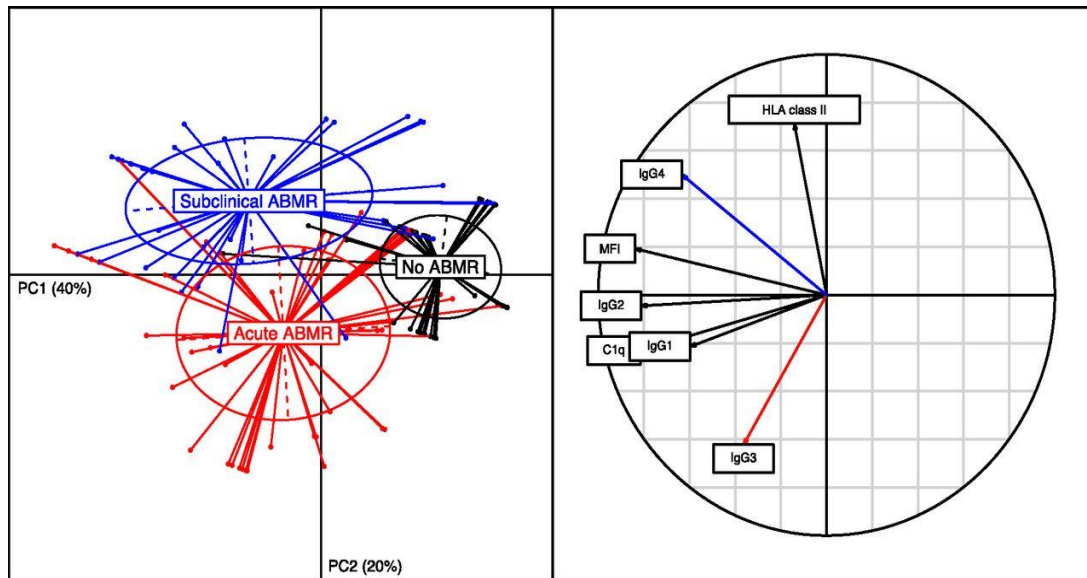 Subclinical ABMR
No ABMR
PC1 (40%)
Acute ABMR
PC2 (20%)
HLA class II
IgG4
MFI
IgG2
C1q
IgG1
IgG3